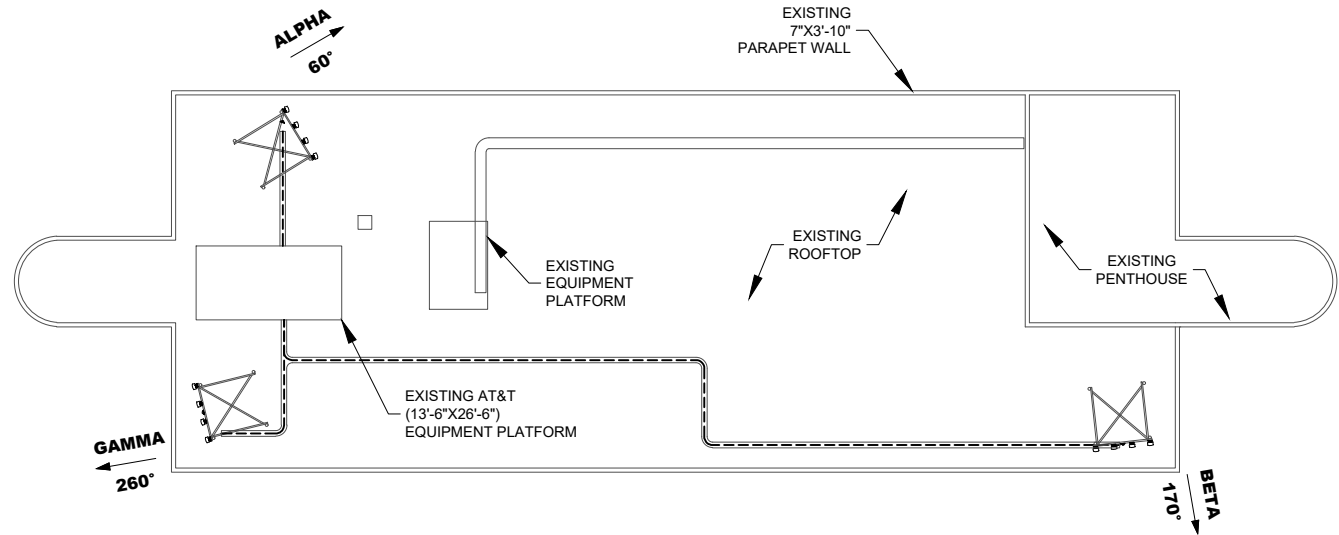 ALPHA
60°
EXISTING
7"X3'-10"
PARAPET WALL
EXISTING
ROOFTOP
EXISTING
PENTHOUSE
EXISTING
EQUIPMENT
PLATFORM
EXISTING AT&T
(13'-6"X26'-6")
EQUIPMENT PLATFORM
GAMMA
260°
BETA
170°